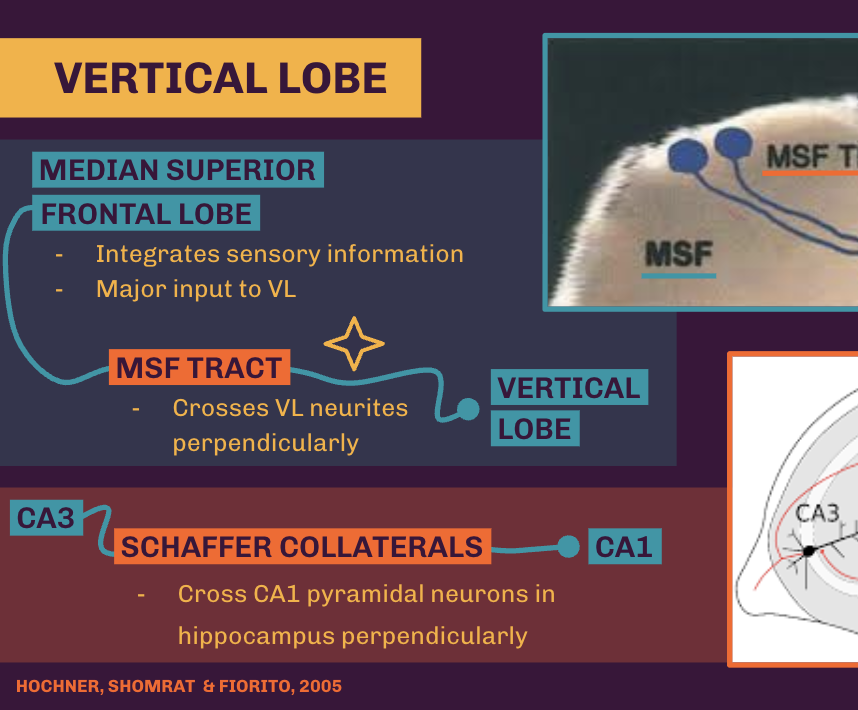 VERTICAL LOBE
MEDIAN SUPERIOR
FRONTAL LOBE
- Integrates sensory information
- Major input to VL
MSF TRACT
- Crosses VL neurites
perpendicularly
VERTICAL
LOBE
MSF
CA3
SCHAFFER COLLATERALS
CA1
- Cross CA1 pyramidal neurons in
hippocampus perpendicularly
HOCHNER, SHOMRAT & FIORITO, 2005
MSF T
CA3